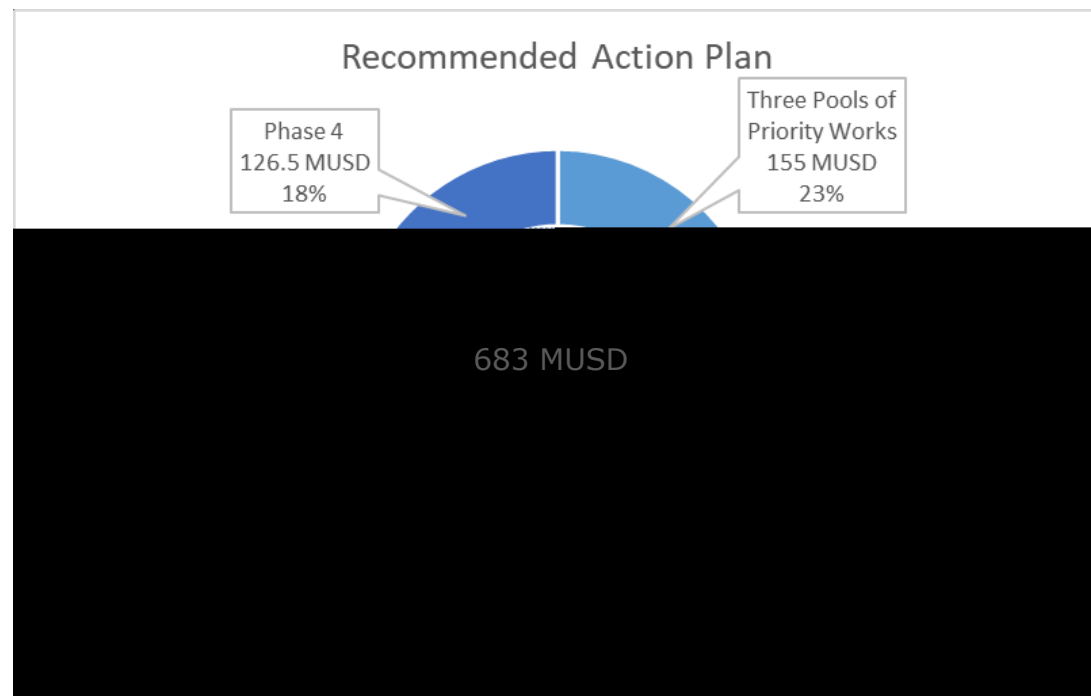 Recommended Action Plan
Phase 4
126.5 MUSD
18%
Three Pools of
Priority Works
155 MUSD
23%
683 MUSD